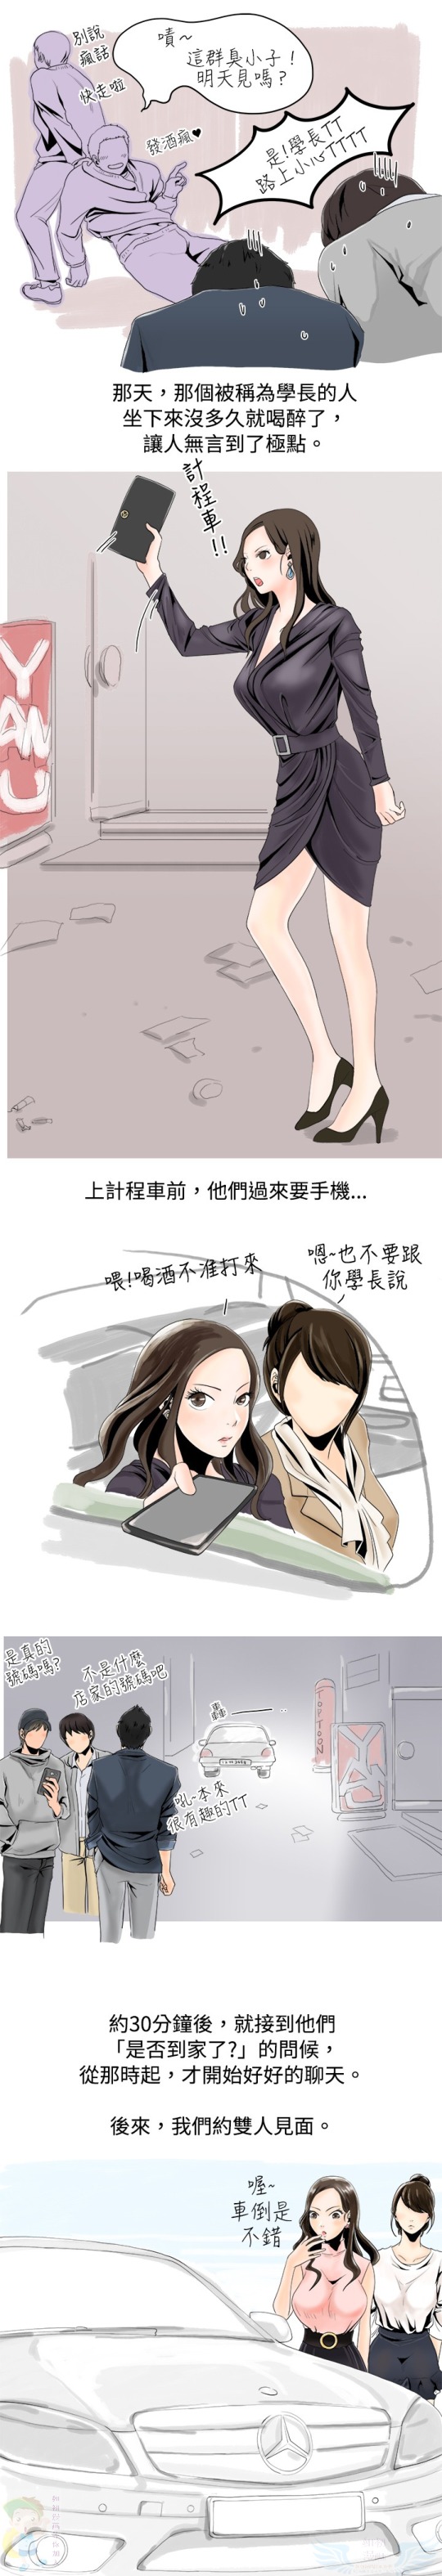 別說
瘋話
快走啦
嘖~
這群臭小子！
明天見嗎？
發酒瘋♥
是!學長TT
路上小心TTTT
那天，那個被稱為學長的人
坐下來沒多久就喝醉了，
讓人無言到了極點。
計程車!!
YANU
上計程車前，他們過來要手機...
喂!喝酒不准打來
嗯~也不要跟
你學長說
是真的
號碼嗎?
不是什麼
店家的號碼吧
轟
TOPTOON
吼~本來
很有趣的TT
約30分鐘後，就接到他們
「是否到家了?」的問候，
從那時起，才開始好好的聊天。
後來，我們約雙人見面。
喔~
車倒是
不錯